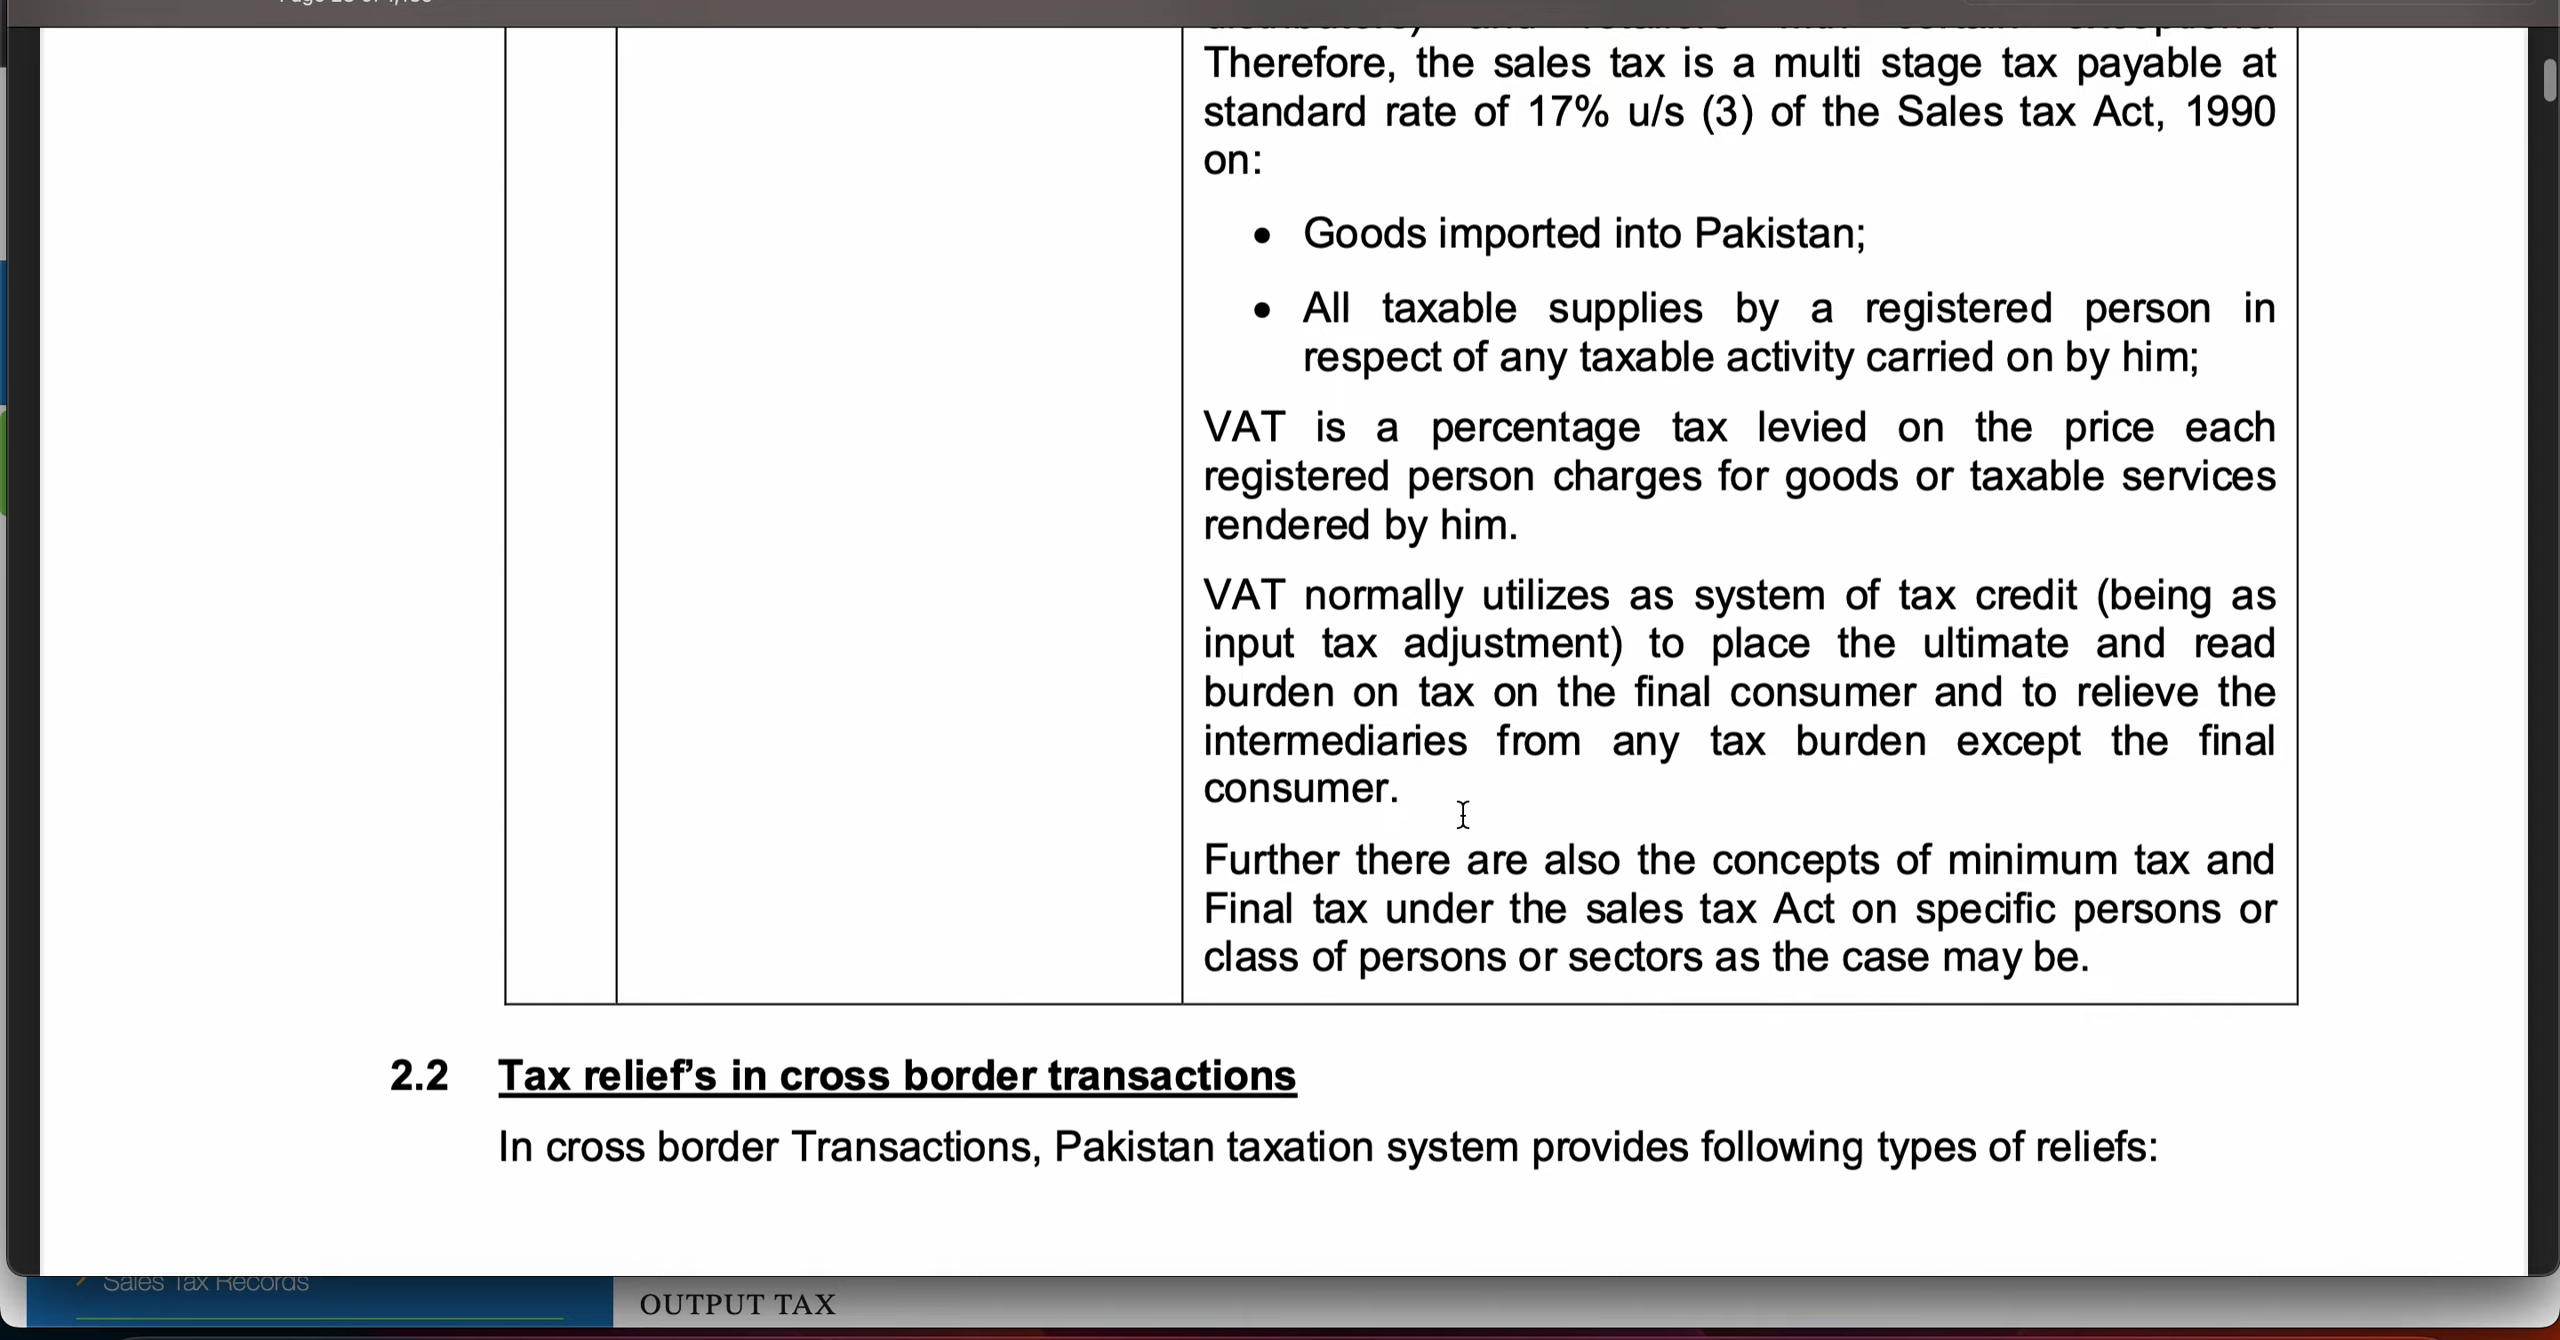 Therefore, the sales tax is a multi stage tax payable at
standard rate of 17% u/s (3) of the Sales tax Act, 1990
on:
• Goods imported into Pakistan;
• All taxable supplies by a registered person in
respect of any taxable activity carried on by him;
VAT is a percentage tax levied on the price each
registered person charges for goods or taxable services
rendered by him.
VAT normally utilizes as system of tax credit (being as
input tax adjustment) to place the ultimate and read
burden on tax on the final consumer and to relieve the
intermediaries from any tax burden except the final
consumer.
Further there are also the concepts of minimum tax and
Final tax under the sales tax Act on specific persons or
class of persons or sectors as the case may be.
2.2 Tax relief’s in cross border transactions
In cross border Transactions, Pakistan taxation system provides following types of reliefs:
Sales Tax Records
OUTPUT TAX